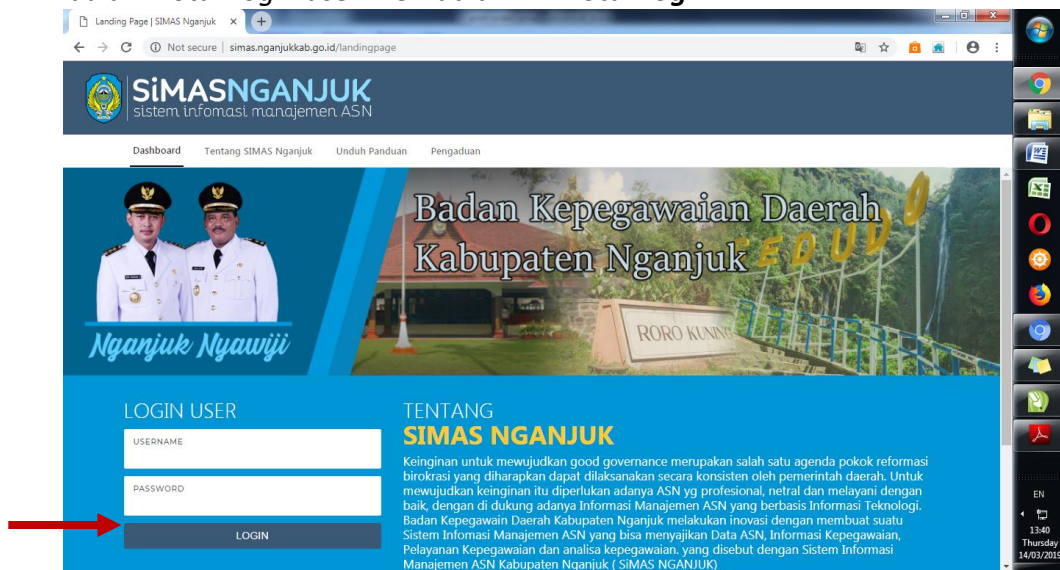 Landing Page | SIMAS Nganjuk
Not secure | simas.nganjukkab.go.id/landingpage
SiMASNGANJUK
sistem infomasi manajemen ASN
Dashboard Tentang SIMAS Nganjuk Unduh Panduan Pengaduan
Badan Kepegawaian Daerah
Kabupaten Nganjuk
SEDUDO
RORO KUNING
Nganjuk Nyawiji
LOGIN USER
USERNAME
PASSWORD
LOGIN
TENTANG
SIMAS NGANJUK
Keinginan untuk mewujudkan good governance merupakan salah satu agenda pokok reformasi
birokrasi yang diharapkan dapat dilaksanakan secara konsisten oleh pemerintah daerah. Untuk
mewujudkan keinginan itu diperlukan adanya ASN yg profesional, netral dan melayani dengan
baik, dengan di dukung adanya Informasi Manajemen ASN yang berbasis Informasi Teknologi.
Badan Kepegawain Daerah Kabupaten Nganjuk melakukan inovasi dengan membuat suatu
Sistem Infomasi Manajemen ASN yang bisa menyajikan Data ASN, Informasi Kepegawaian,
Pelayanan Kepegawaian dan analisa kepegawaian. yang disebut dengan Sistem Informasi
Manajemen ASN Kabupaten Nganjuk ( SiMAS NGANJUK)
EN
13:40
Thursday
14/03/2019